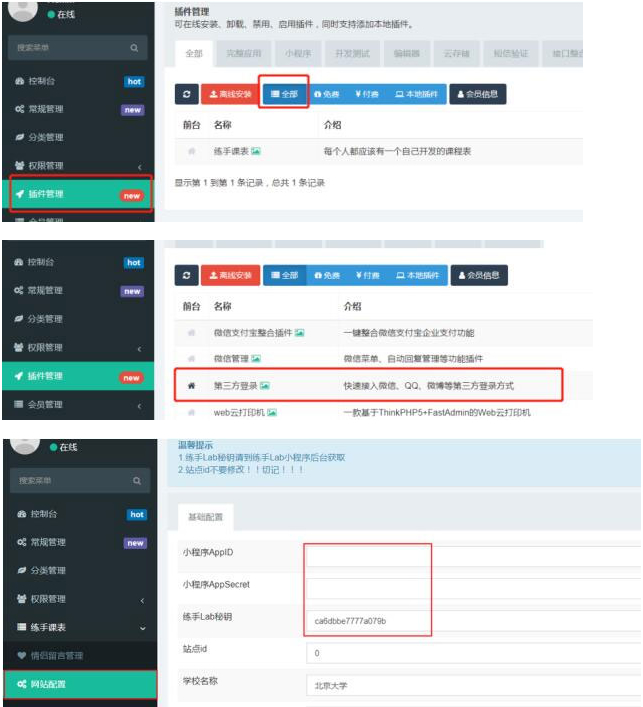 在线
搜索菜单
控制台 hot
常规管理 new
分类管理
权限管理
插件管理 new
插件管理
可在线安装、卸载、禁用、启用插件，同时支持添加本地插件。
全部 完整应用 小程序 开发测试 编辑器 云存储 短信验证 接口整合
离线安装 全部 免费 ¥付费 本地插件 会员信息
前台 名称 介绍
练手课表 每个人都应该有一个自己开发的课程表
显示第 1 到第 1 条记录，总共 1 条记录
控制台 hot
常规管理 new
分类管理
权限管理
插件管理 new
会员管理
离线安装 全部 免费 ¥付费 本地插件 会员信息
前台 名称 介绍
微信支付宝整合插件 一键整合微信支付宝企业支付功能
微信管理 微信菜单、自动回复管理等功能插件
第三方登录 快速接入微信、QQ、微博等第三方登录方式
web云打印机 一款基于ThinkPHP5+FastAdmin的Web云打印机
在线
搜索菜单
控制台 hot
常规管理 new
分类管理
权限管理
练手课表
情侣留言管理
网站配置
温馨提示
1.练手Lab秘钥请到练手Lab小程序后台获取
2.站点id不要修改！！切记！！！
基础配置
小程序AppID
小程序AppSecret
练手Lab秘钥 ca6dbbe7777a079b
站点id 0
学校名称 北京大学